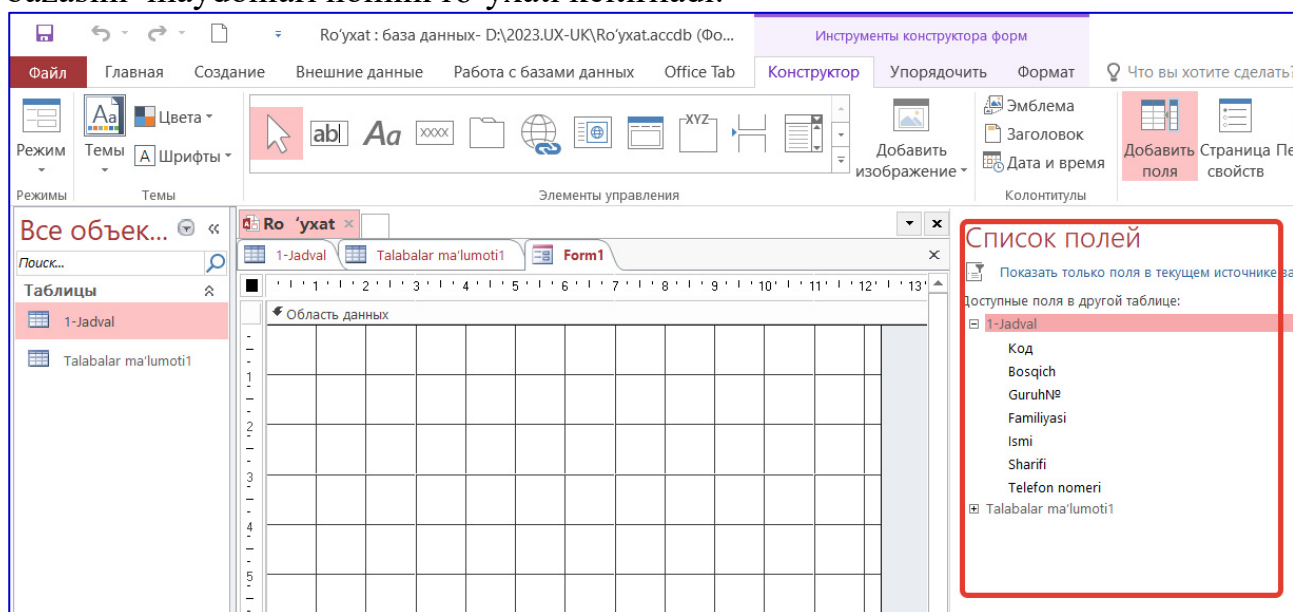 Ro'yxat : база данных- D:\2023.UX-UK\Ro'yxat.accdb (Фо...
Инструменты конструктора форм
Файл Главная Создание Внешние данные Работа с базами данных Office Tab Конструктор Упорядочить Формат Что вы хотите сделать?
Режим
Режимы
Aa Темы
Цвета
A Шрифты
Темы
ab Aa XXXX XYZ
Элементы управления
Добавить изображение
Эмблема
Заголовок
Дата и время
Колонтитулы
Добавить поля
Страница свойств
Все объек... «
Поиск...
Таблицы
1-Jadval
Talabalar ma'lumoti1
Ro 'yxat
1-Jadval Talabalar ma'lumoti1 Form1
1 2 3 4 5 6 7 8 9 10 11 12 13
Область данных
1
2
3
4
5
Список полей
Показать только поля в текущем источнике за
Доступные поля в другой таблице:
1-Jadval
Код
Bosqich
Guruh№
Familiyasi
Ismi
Sharifi
Telefon nomeri
Talabalar ma'lumoti1